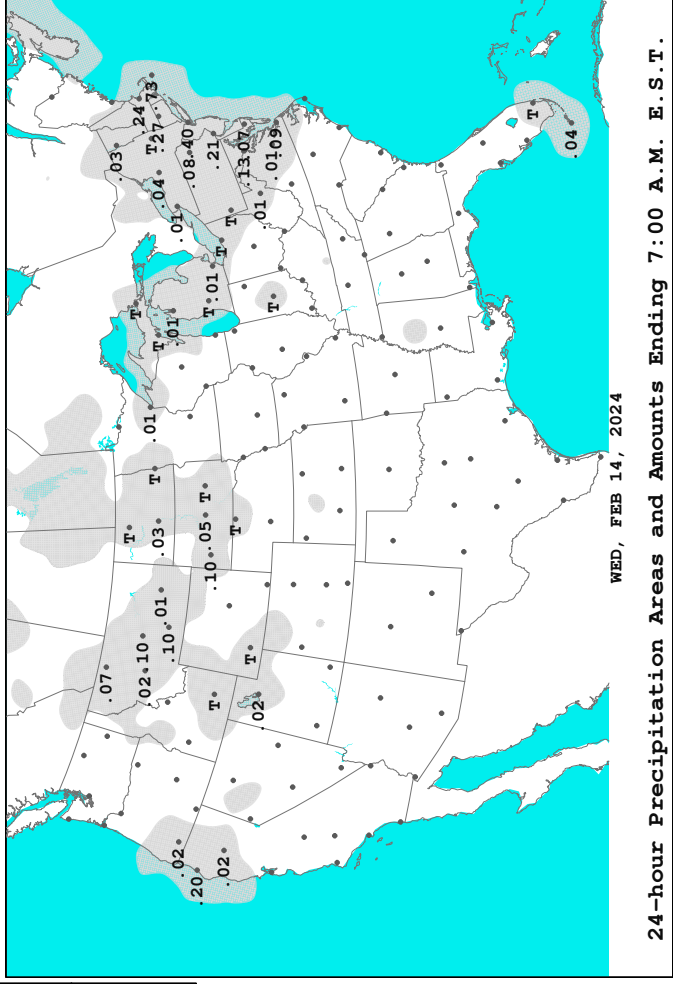 .07
.03
T
T
.24
.02 .10
.01
T
T
.73
.03
.01
T
.04
.27
.10
.01
.01
.02
.08 .40
.20
.05 T
T .01
.21
.10
T
T
.02
T
T
.13 .07
T
.02
.01
.01 .09
T
T
.04
WED, FEB 14, 2024
24-hour Precipitation Areas and Amounts Ending 7:00 A.M. E.S.T.